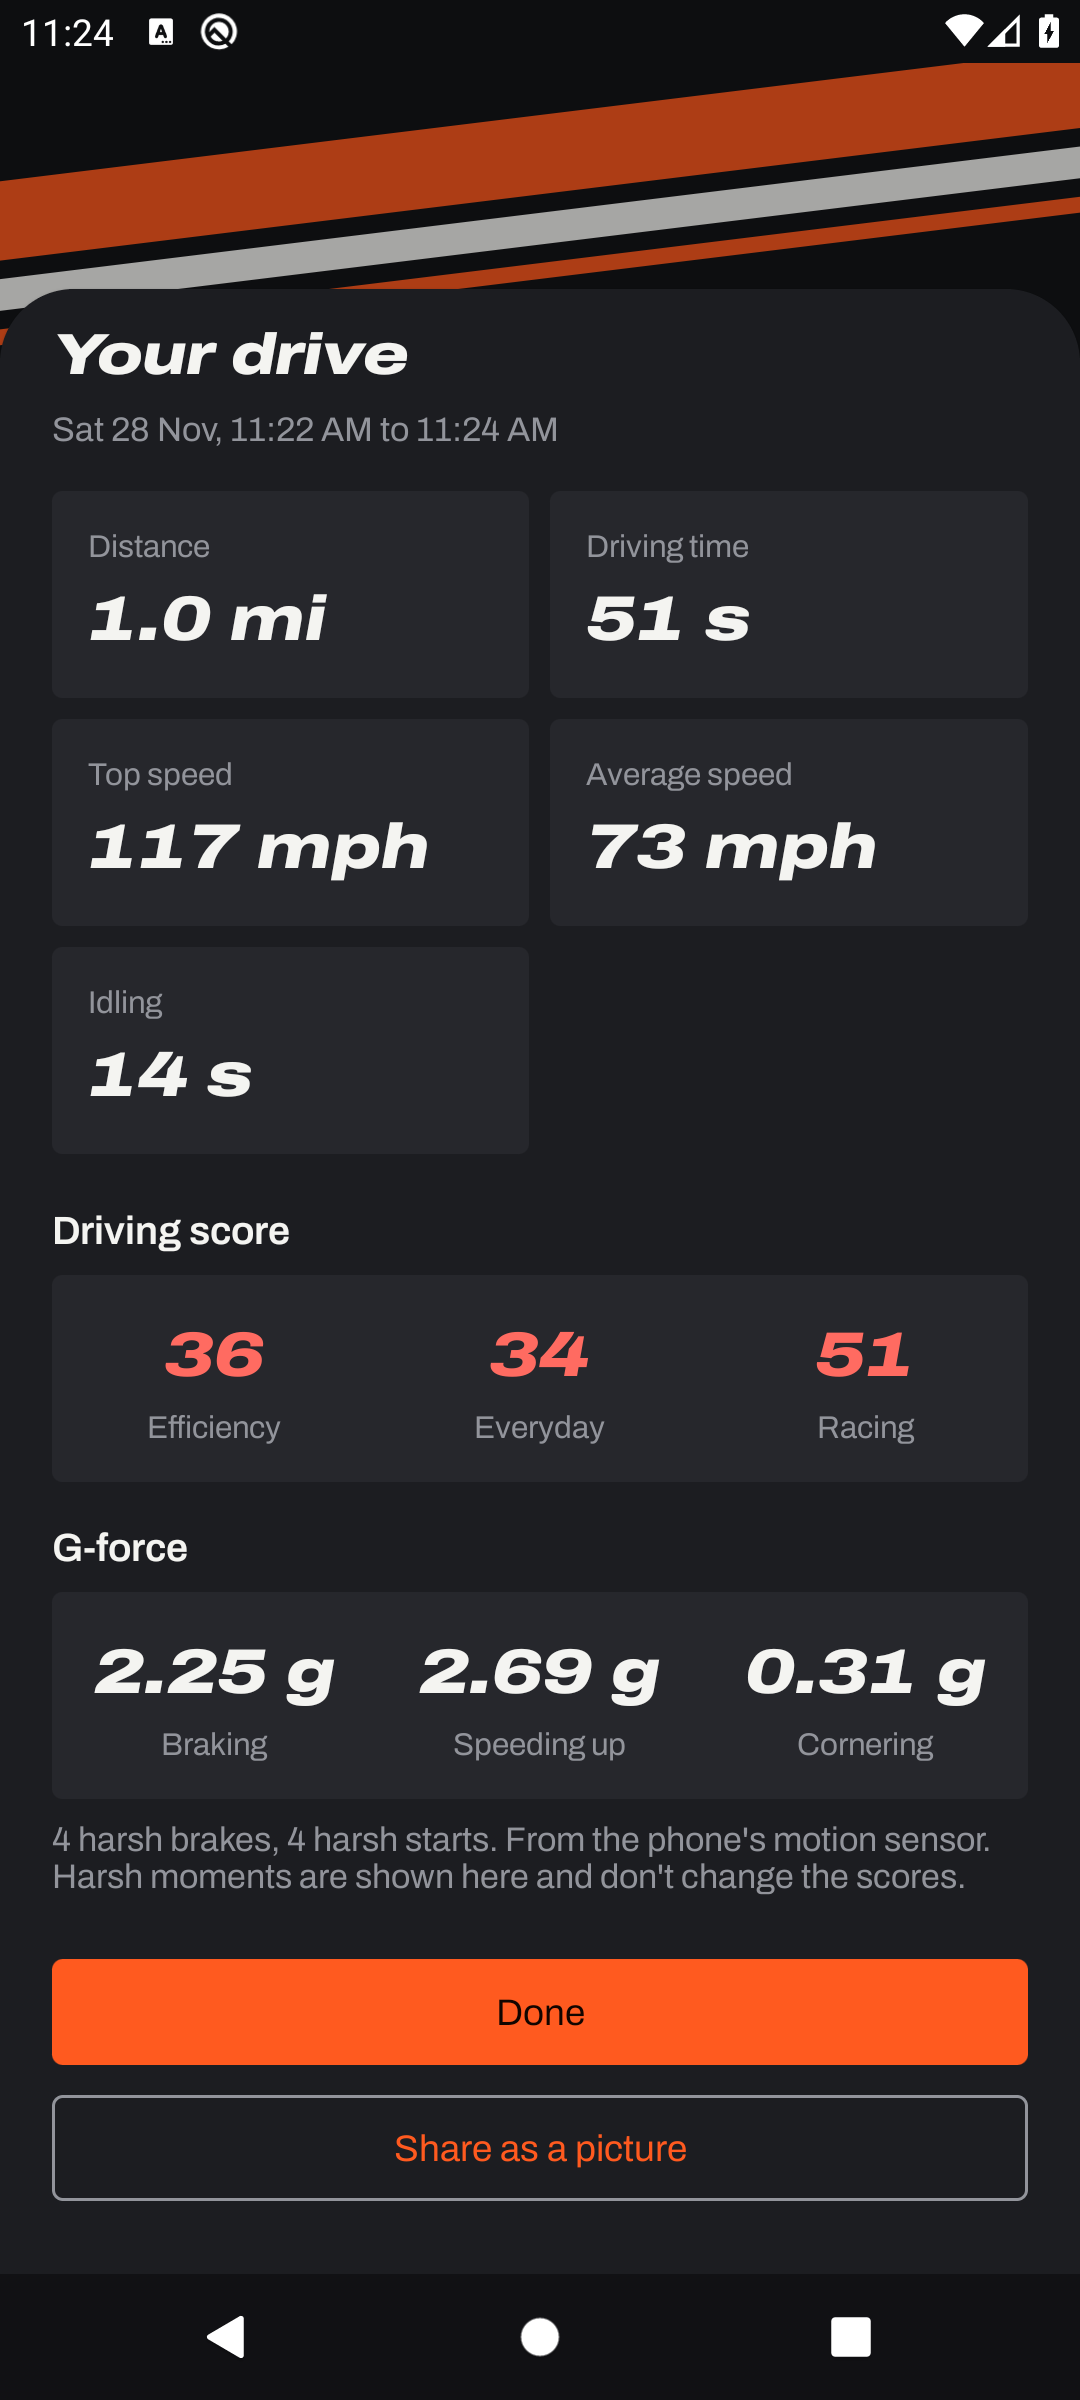 11:24
Your drive
Sat 28 Nov, 11:22 AM to 11:24 AM
Distance
1.0 mi
Driving time
51 s
Top speed
117 mph
Average speed
73 mph
Idling
14 s
Driving score
36
Efficiency
34
Everyday
51
Racing
G-force
2.25 g
Braking
2.69 g
Speeding up
0.31 g
Cornering
4 harsh brakes, 4 harsh starts. From the phone's motion sensor.
Harsh moments are shown here and don't change the scores.
Done
Share as a picture